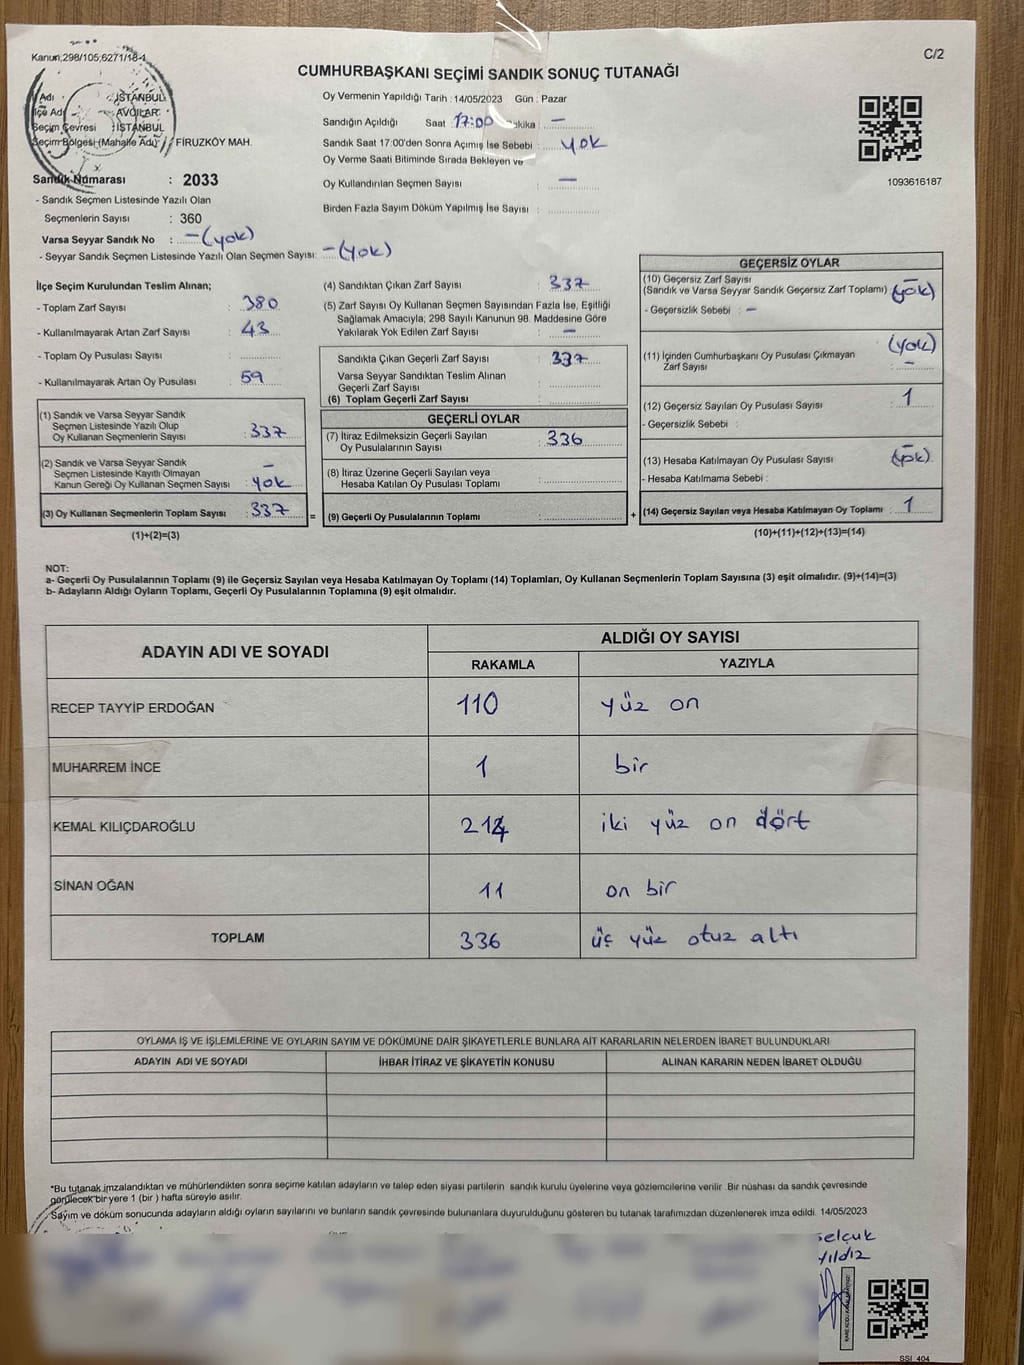 Kanun;298/105;6271/18-1
C/2
CUMHURBAŞKANI SEÇİMİ SANDIK SONUÇ TUTANAĞI
İl Adı : İSTANBUL
İlçe Adı : AVCILAR
Seçim Çevresi : İSTANBUL
Seçim Bölgesi (Mahalle Adı) : FİRUZKÖY MAH.
Sandık Numarası : 2033
- Sandık Seçmen Listesinde Yazılı Olan
Seçmenlerin Sayısı : 360
Varsa Seyyar Sandık No : -(yok)
- Seyyar Sandık Seçmen Listesinde Yazılı Olan Seçmen Sayısı: -(yok)
Oy Vermenin Yapıldığı Tarih : 14/05/2023 Gün : Pazar
Sandığın Açıldığı Saat 17:00 Dakika : -
Sandık Saat 17:00'den Sonra Açımış İse Sebebi : yok
Oy Verme Saati Bitiminde Sırada Bekleyen ve
Oy Kullandırılan Seçmen Sayısı : -
Birden Fazla Sayım Döküm Yapılmış İse Sayısı :
1093616187
İlçe Seçim Kurulundan Teslim Alınan;
- Toplam Zarf Sayısı : 380
- Kullanılmayarak Artan Zarf Sayısı : 43
- Toplam Oy Pusulası Sayısı :
- Kullanılmayarak Artan Oy Pusulası : 59
(1) Sandık ve Varsa Seyyar Sandık
Seçmen Listesinde Yazılı Olup
Oy Kullanan Seçmenlerin Sayısı : 337
(2) Sandık ve Varsa Seyyar Sandık
Seçmen Listesinde Kayıtlı Olmayan -
Kanun Gereği Oy Kullanan Seçmen Sayısı : yok
(3) Oy Kullanan Seçmenlerin Toplam Sayısı : 337
(1)+(2)=(3)
(4) Sandıktan Çıkan Zarf Sayısı : 337
(5) Zarf Sayısı Oy Kullanan Seçmen Sayısından Fazla İse, Eşitliği
Sağlamak Amacıyla; 298 Sayılı Kanunun 98. Maddesine Göre
Yakılarak Yok Edilen Zarf Sayısı : -
Sandıkta Çıkan Geçerli Zarf Sayısı : 337
Varsa Seyyar Sandıktan Teslim Alınan
Geçerli Zarf Sayısı :
(6) Toplam Geçerli Zarf Sayısı :
GEÇERLİ OYLAR
(7) İtiraz Edilmeksizin Geçerli Sayılan
Oy Pusulalarının Sayısı : 336
(8) İtiraz Üzerine Geçerli Sayılan veya
Hesaba Katılan Oy Pusulası Toplamı :
= (9) Geçerli Oy Pusulalarının Toplamı :
GEÇERSİZ OYLAR
(10) Geçersiz Zarf Sayısı -
(Sandık ve Varsa Seyyar Sandık Geçersiz Zarf Toplamı) (yok)
- Geçersizlik Sebebi : -
(yok)
(11) İçinden Cumhurbaşkanı Oy Pusulası Çıkmayan
Zarf Sayısı : -
(12) Geçersiz Sayılan Oy Pusulası Sayısı : 1
- Geçersizlik Sebebi :
(13) Hesaba Katılmayan Oy Pusulası Sayısı : - (yok)
- Hesaba Katılmama Sebebi :
+ (14) Geçersiz Sayılan veya Hesaba Katılmayan Oy Toplamı : 1
(10)+(11)+(12)+(13)=(14)
NOT:
a- Geçerli Oy Pusulalarının Toplamı (9) ile Geçersiz Sayılan veya Hesaba Katılmayan Oy Toplamı (14) Toplamları, Oy Kullanan Seçmenlerin Toplam Sayısına (3) eşit olmalıdır. (9)+(14)=(3)
b- Adayların Aldığı Oyların Toplamı, Geçerli Oy Pusulalarının Toplamına (9) eşit olmalıdır.
ADAYIN ADI VE SOYADI
ALDIĞI OY SAYISI
RAKAMLA YAZIYLA
RECEP TAYYİP ERDOĞAN 110 yüz on
MUHARREM İNCE 1 bir
KEMAL KILIÇDAROĞLU 214 iki yüz on dört
SİNAN OĞAN 11 on bir
TOPLAM 336 üç yüz otuz altı
OYLAMA İŞ VE İŞLEMLERİNE VE OYLARIN SAYIM VE DÖKÜMÜNE DAİR ŞİKAYETLERLE BUNLARA AİT KARARLARIN NELERDEN İBARET BULUNDUKLARI
ADAYIN ADI VE SOYADI İHBAR İTİRAZ VE ŞİKAYETİN KONUSU ALINAN KARARIN NEDEN İBARET OLDUĞU
*Bu tutanak imzalandıktan ve mühürlendikten sonra seçime katılan adayların ve talep eden siyasi partilerin sandık kurulu üyelerine veya gözlemcilerine verilir. Bir nüshası da sandık çevresinde
görülecek bir yere 1 (bir) hafta süreyle asılır.
Sayım ve döküm sonucunda adayların aldığı oyların sayılarını ve bunların sandık çevresinde bulunanlara duyurulduğunu gösteren bu tutanak tarafımızdan düzenlenerek imza edildi. 14/05/2023
selçuk
yıldız
SSI_404